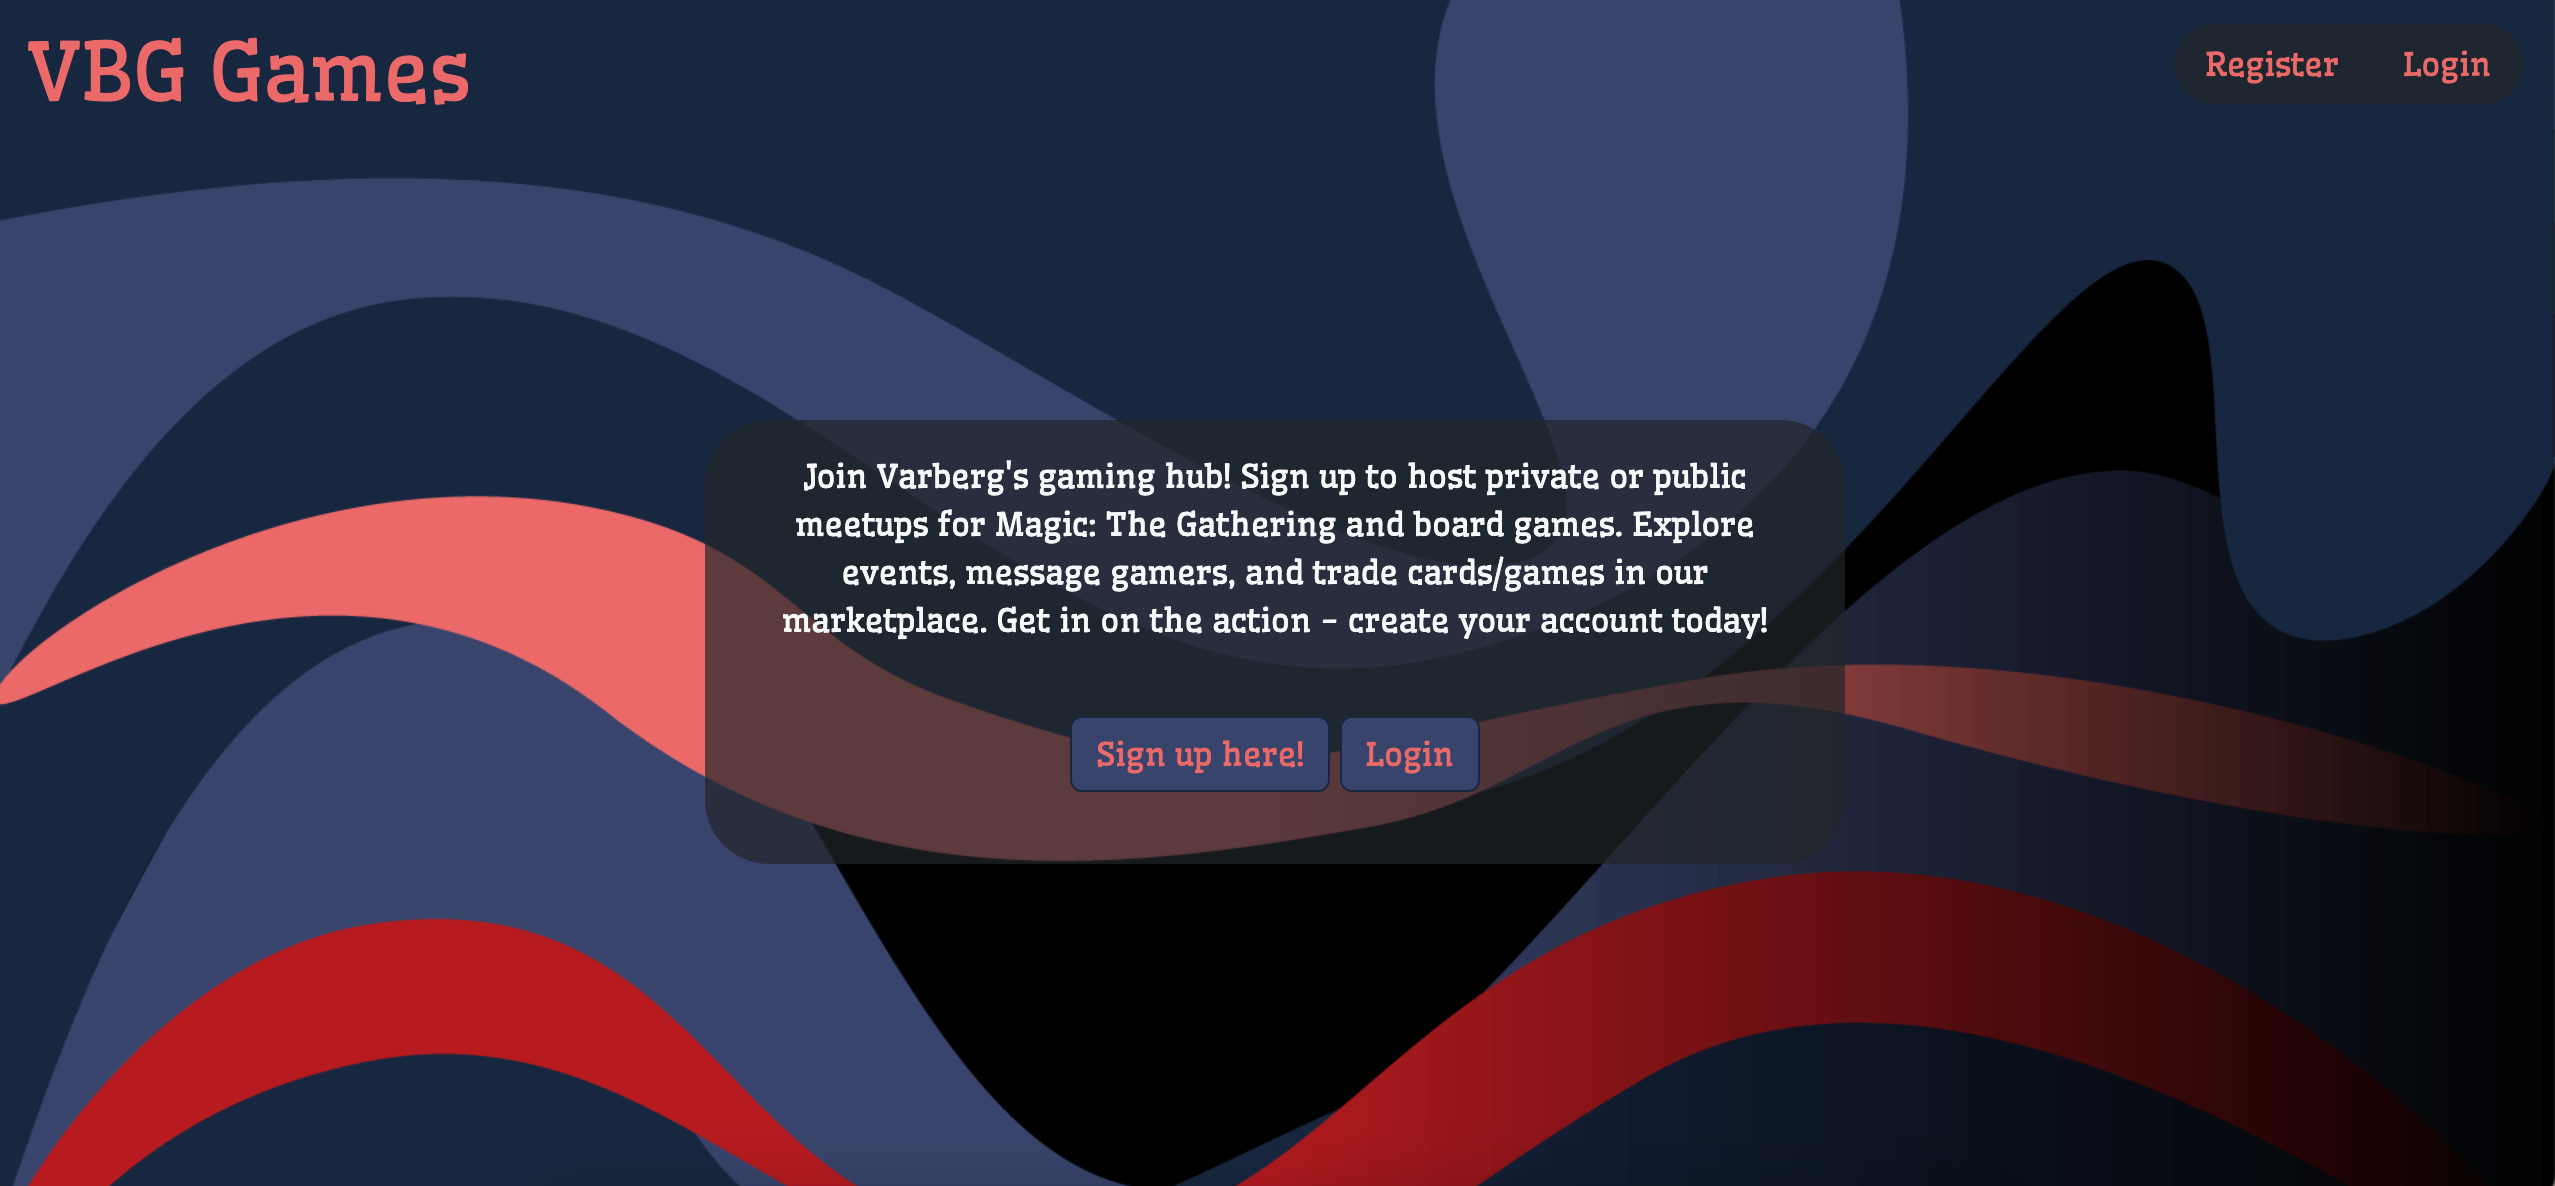 VBG Games
Register
Login
Join Varberg's gaming hub! Sign up to host private or public
meetups for Magic: The Gathering and board games. Explore
events, message gamers, and trade cards/games in our
marketplace. Get in on the action – create your account today!
Sign up here!
Login